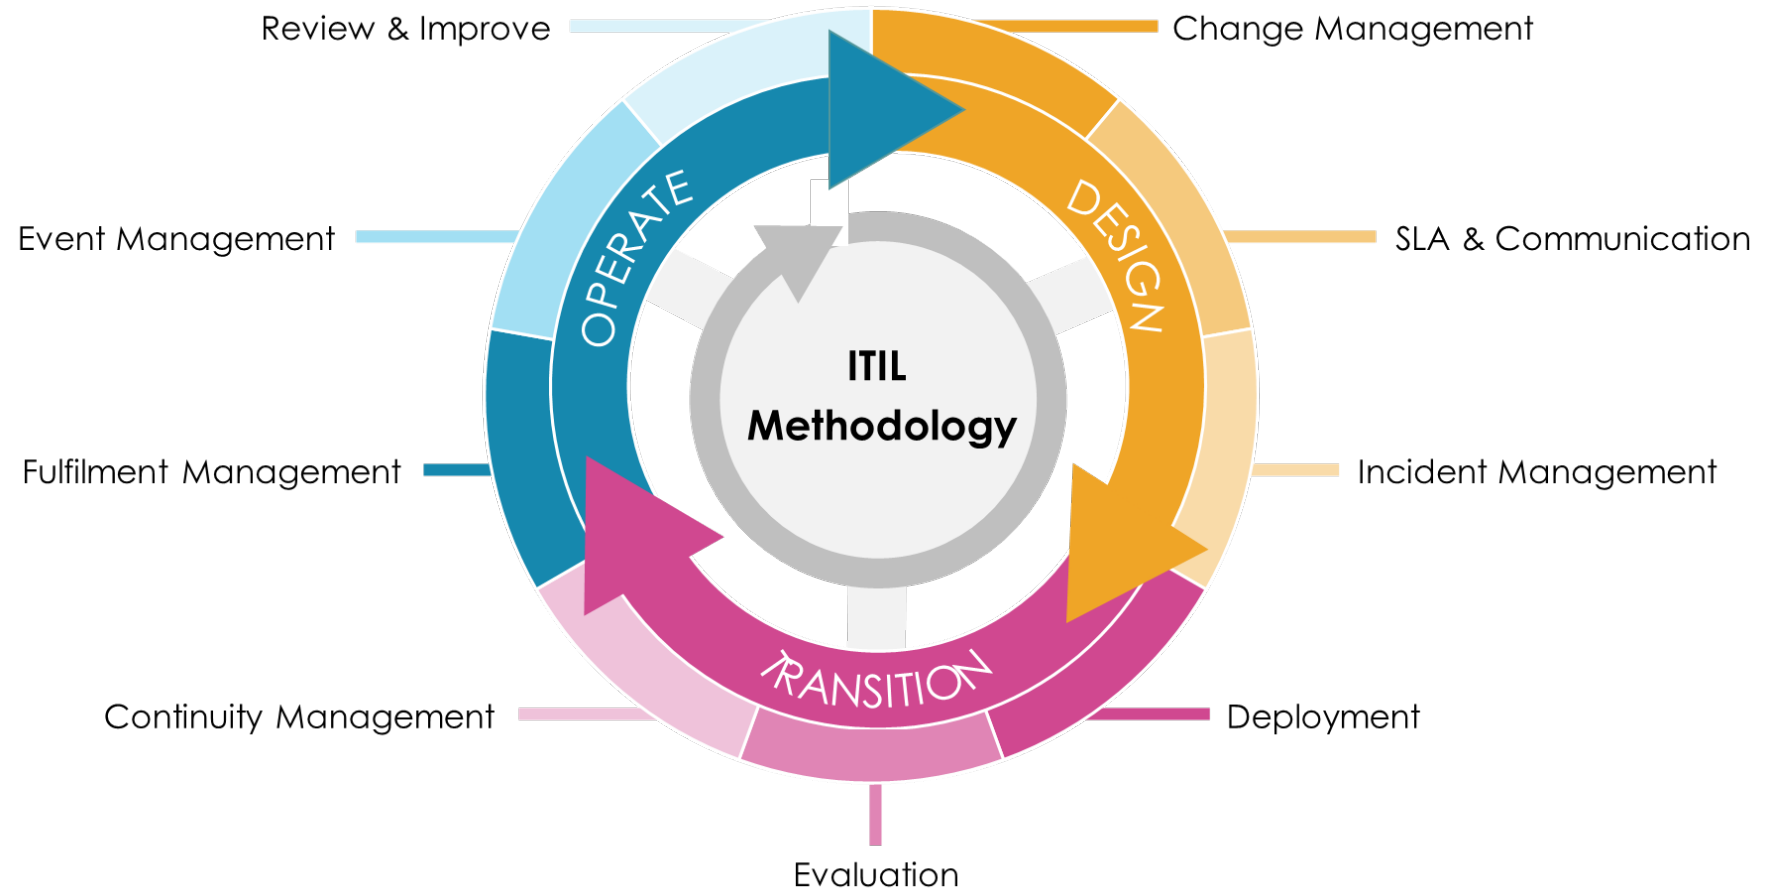 Review & Improve
Change Management
Event Management
SLA & Communication
OPERATE
DESIGN
ITIL
Methodology
Fulfilment Management
Incident Management
TRANSITION
Continuity Management
Deployment
Evaluation